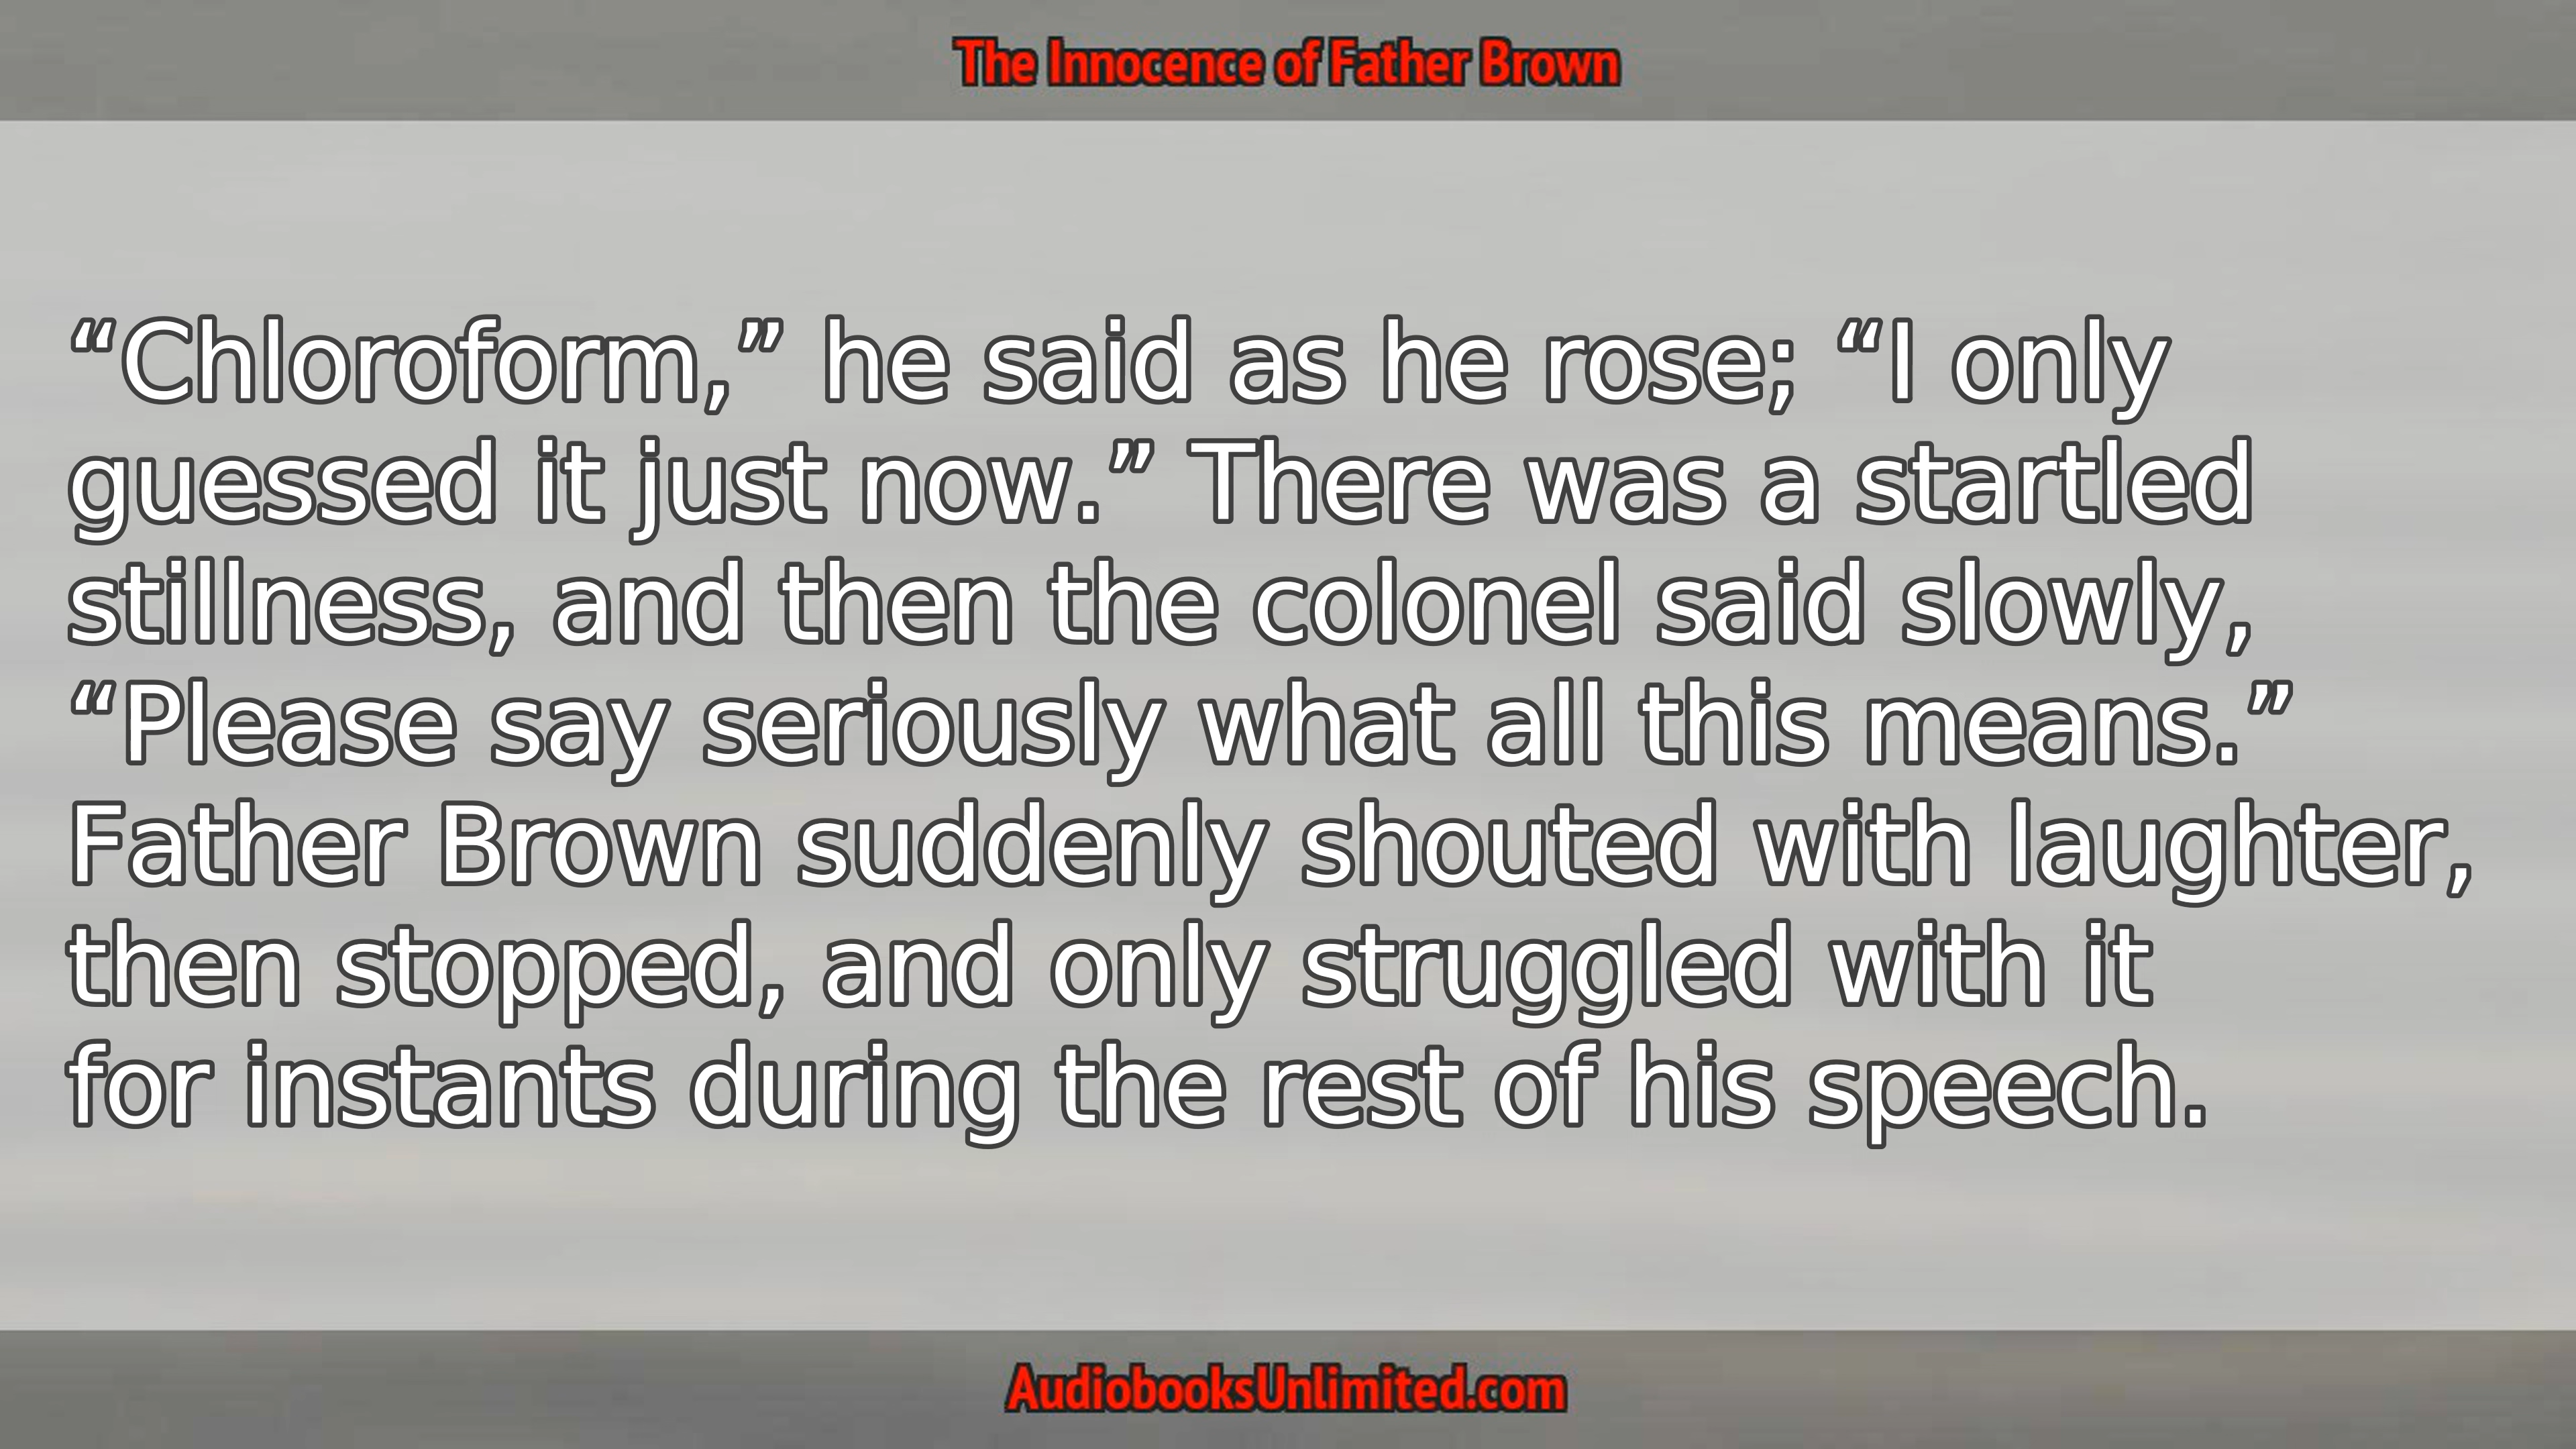 The Innocence of Father Brown
“Chloroform,” he said as he rose; “I only
guessed it just now.” There was a startled
stillness, and then the colonel said slowly,
“Please say seriously what all this means.”
Father Brown suddenly shouted with laughter,
then stopped, and only struggled with it
for instants during the rest of his speech.
AudiobooksUnlimited.com